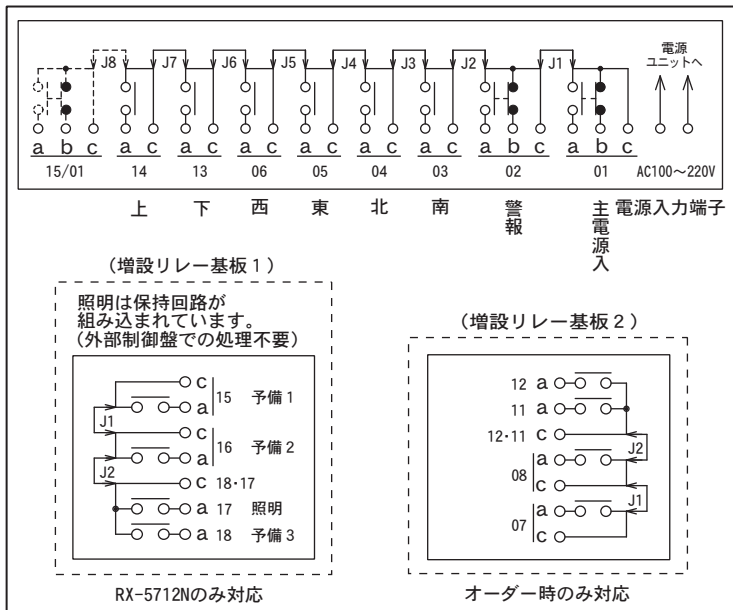 J8 J7 J6 J5 J4 J3 J2 J1
電源
ユニットへ
a b c a c a c a c a c a c a c a b c a b c
15/01 14 13 06 05 04 03 02 01 AC100～220V
上 下 西 東 北 南 警報 主電源入 電源入力端子
(増設リレー基板1)
照明は保持回路が
組み込まれています。
(外部制御盤での処理不要)
c
a 15 予備1
J1
c
a 16 予備2
J2
c 18·17
a 17 照明
a 18 予備3
RX-5712Nのみ対応
(増設リレー基板2)
12 a
11 a
12·11 c
J2
08 a
c
J1
07 a
c
オーダー時のみ対応